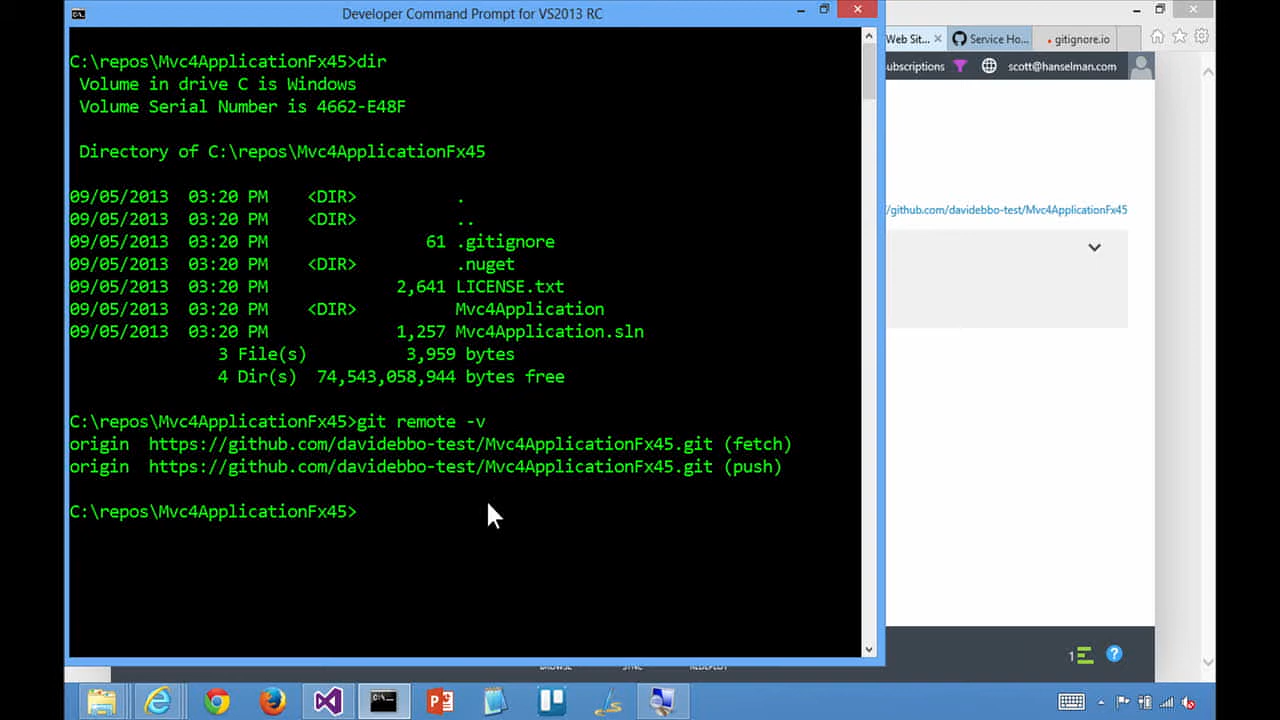 Developer Command Prompt for VS2013 RC
C:\repos\Mvc4ApplicationFx45>dir
Volume in drive C is Windows
Volume Serial Number is 4662-E48F
Directory of C:\repos\Mvc4ApplicationFx45
09/05/2013 03:20 PM <DIR> .
09/05/2013 03:20 PM <DIR> ..
09/05/2013 03:20 PM 61 .gitignore
09/05/2013 03:20 PM <DIR> .nuget
09/05/2013 03:20 PM 2,641 LICENSE.txt
09/05/2013 03:20 PM <DIR> Mvc4Application
09/05/2013 03:20 PM 1,257 Mvc4Application.sln
3 File(s) 3,959 bytes
4 Dir(s) 74,543,058,944 bytes free
C:\repos\Mvc4ApplicationFx45>git remote -v
origin https://github.com/davidebbo-test/Mvc4ApplicationFx45.git (fetch)
origin https://github.com/davidebbo-test/Mvc4ApplicationFx45.git (push)
C:\repos\Mvc4ApplicationFx45>
Web Sit... Service Ho... gitignore.io
ubscriptions scott@hanselman.com
/github.com/davidebbo-test/Mvc4ApplicationFx45
1
BROWSE SYNC REDEPLOY